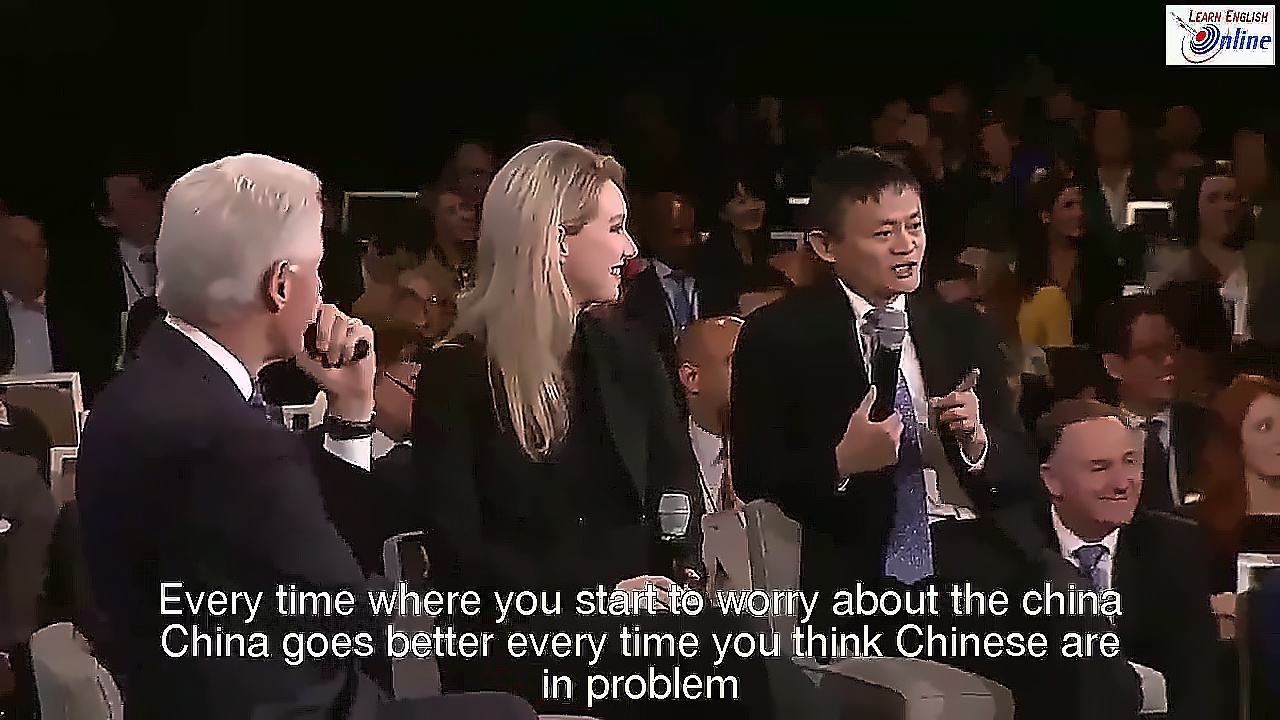 LEARN ENGLISH
Online
Every time where you start to worry about the china
China goes better every time you think Chinese are
in problem